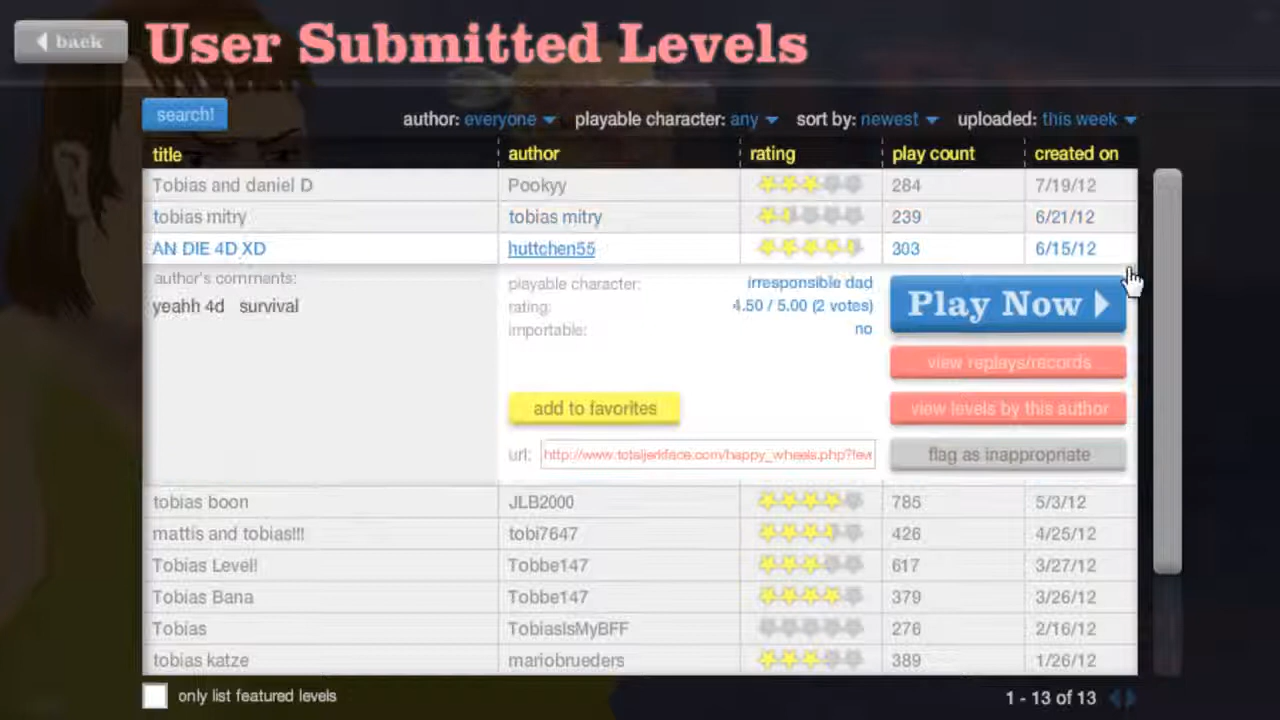 back
User Submitted Levels
search!
author: everyone playable character: any sort by: newest uploaded: this week
title author rating play count created on
Tobias and daniel D Pookyy 284 7/19/12
tobias mitry tobias mitry 239 6/21/12
AN DIE 4D XD huttchen55 303 6/15/12
author's comments:
yeahh 4d survival
playable character: irresponsible dad
rating: 4.50 / 5.00 (2 votes)
importable: no
Play Now
view replays/records
add to favorites
view levels by this author
url: http://www.totaljerkface.com/happy_wheels.php?lev
flag as inappropriate
tobias boon JLB2000 785 5/3/12
mattis and tobias!!! tobi7647 426 4/25/12
Tobias Level! Tobbe147 617 3/27/12
Tobias Bana Tobbe147 379 3/26/12
Tobias TobiasIsMyBFF 276 2/16/12
tobias katze mariobrueders 389 1/26/12
only list featured levels
1 - 13 of 13